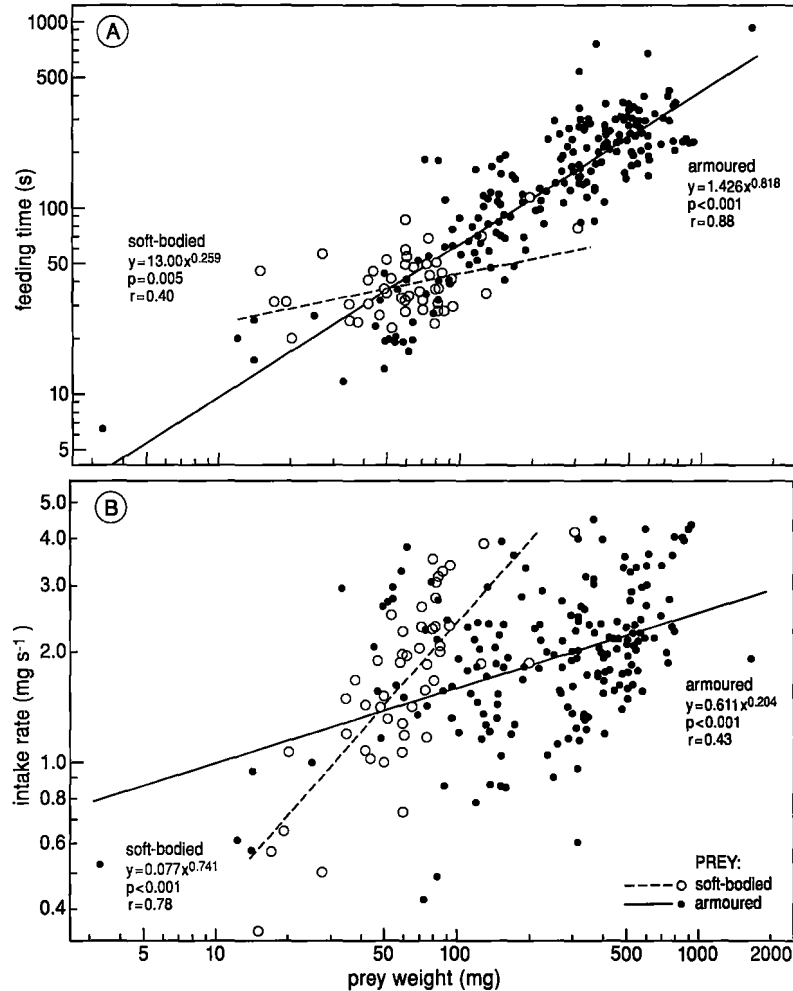 A
1000
500
100
50
10
5
feeding time (s)
soft-bodied
y=13.00x^0.259
p=0.005
r=0.40
armoured
y=1.426x^0.818
p<0.001
r=0.88
B
5.0
4.0
3.0
2.0
1.0
0.8
0.6
0.4
intake rate (mg s⁻¹)
armoured
y=0.611x^0.204
p<0.001
r=0.43
soft-bodied
y=0.077x^0.741
p<0.001
r=0.78
PREY:
soft-bodied
armoured
5 10 50 100 500 1000 2000
prey weight (mg)